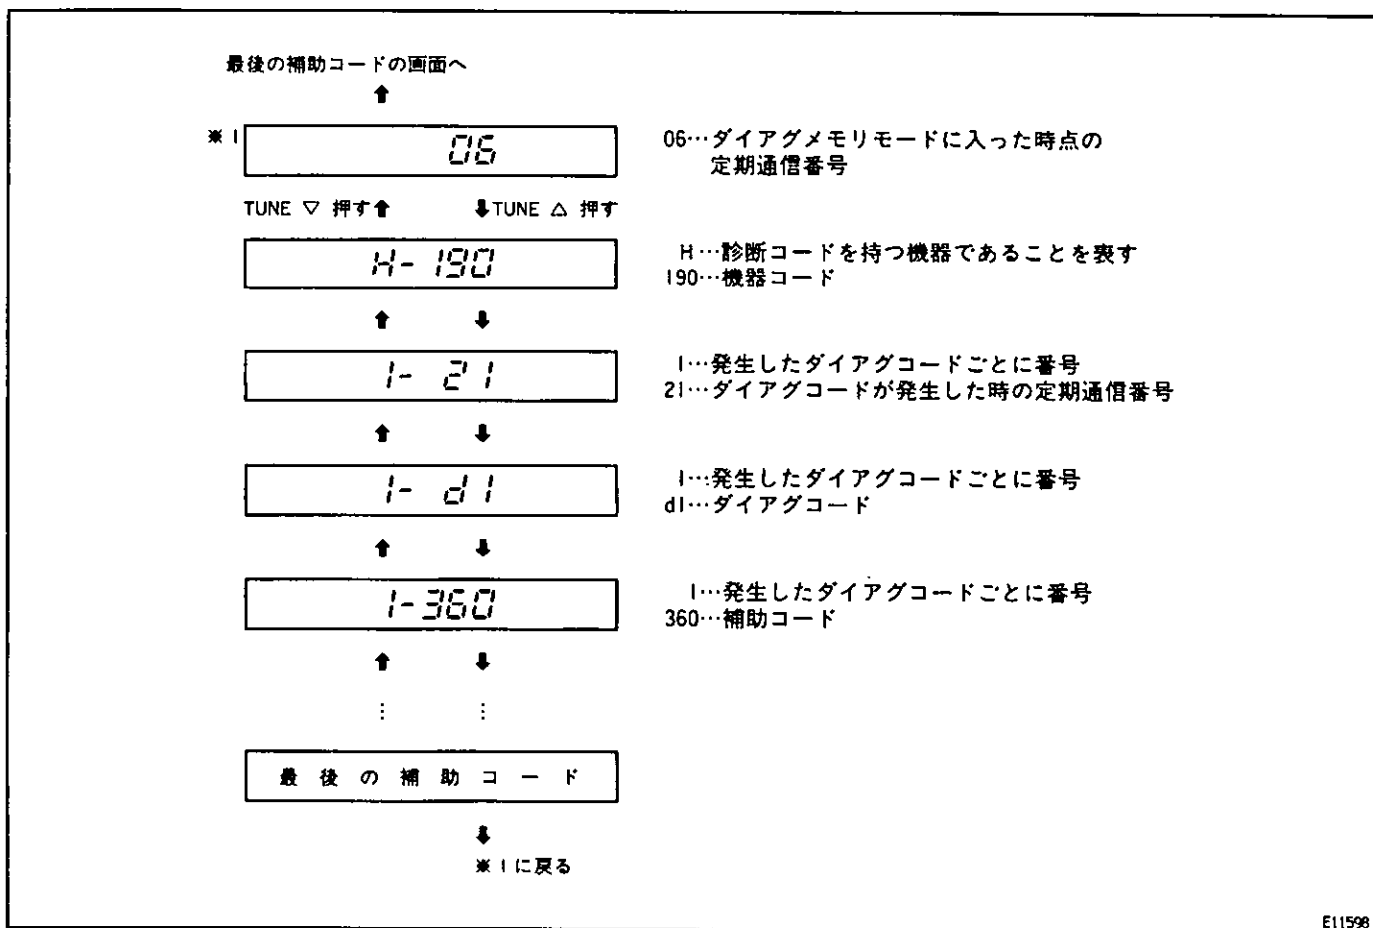 最後の補助コードの画面へ
※1
06
06…ダイアグメモリモードに入った時点の
定期通信番号
TUNE ▽ 押す
TUNE △ 押す
H-190
H…診断コードを持つ機器であることを表す
190…機器コード
1- 21
1…発生したダイアグコードごとに番号
21…ダイアグコードが発生した時の定期通信番号
1- d1
1…発生したダイアグコードごとに番号
d1…ダイアグコード
1-360
1…発生したダイアグコードごとに番号
360…補助コード
最後の補助コード
※1に戻る
E11598